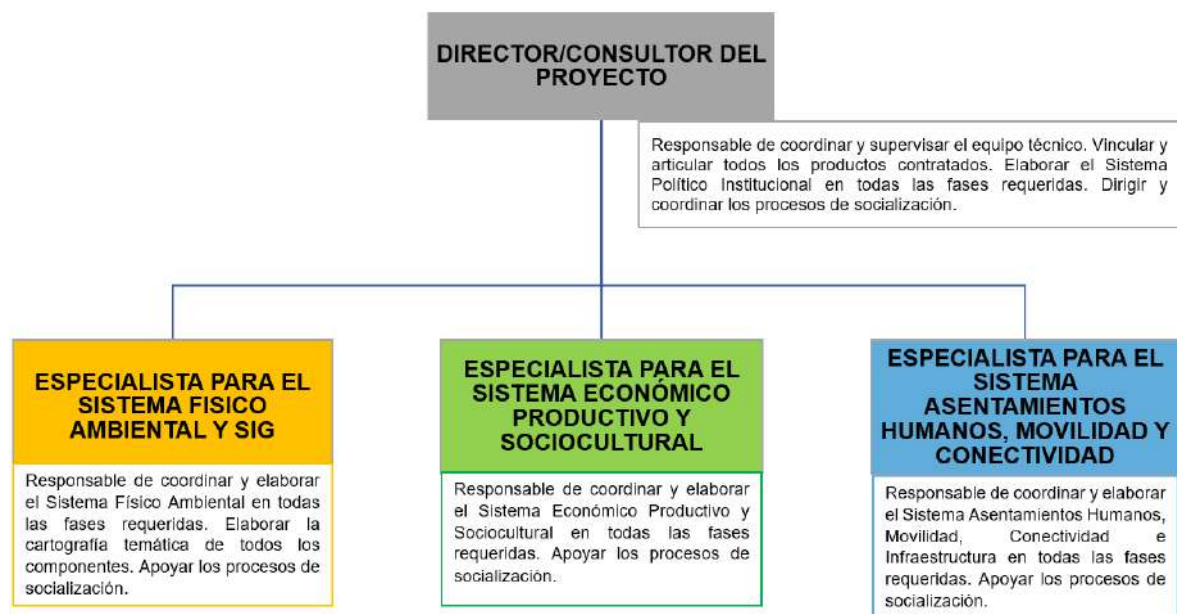 DIRECTOR/CONSULTOR DEL
PROYECTO
Responsable de coordinar y supervisar el equipo técnico. Vincular y
articular todos los productos contratados. Elaborar el Sistema
Político Institucional en todas las fases requeridas. Dirigir y
coordinar los procesos de socialización.
ESPECIALISTA PARA EL
SISTEMA FISICO
AMBIENTAL Y SIG
Responsable de coordinar y elaborar
el Sistema Físico Ambiental en todas
las fases requeridas. Elaborar la
cartografía temática de todos los
componentes. Apoyar los procesos de
socialización.
ESPECIALISTA PARA EL
SISTEMA ECONÓMICO
PRODUCTIVO Y
SOCIOCULTURAL
Responsable de coordinar y elaborar
el Sistema Económico Productivo y
Sociocultural en todas las fases
requeridas. Apoyar los procesos de
socialización.
ESPECIALISTA PARA EL
SISTEMA
ASENTAMIENTOS
HUMANOS, MOVILIDAD Y
CONECTIVIDAD
Responsable de coordinar y elaborar
el Sistema Asentamientos Humanos,
Movilidad, Conectividad e
Infraestructura en todas las fases
requeridas. Apoyar los procesos de
socialización.